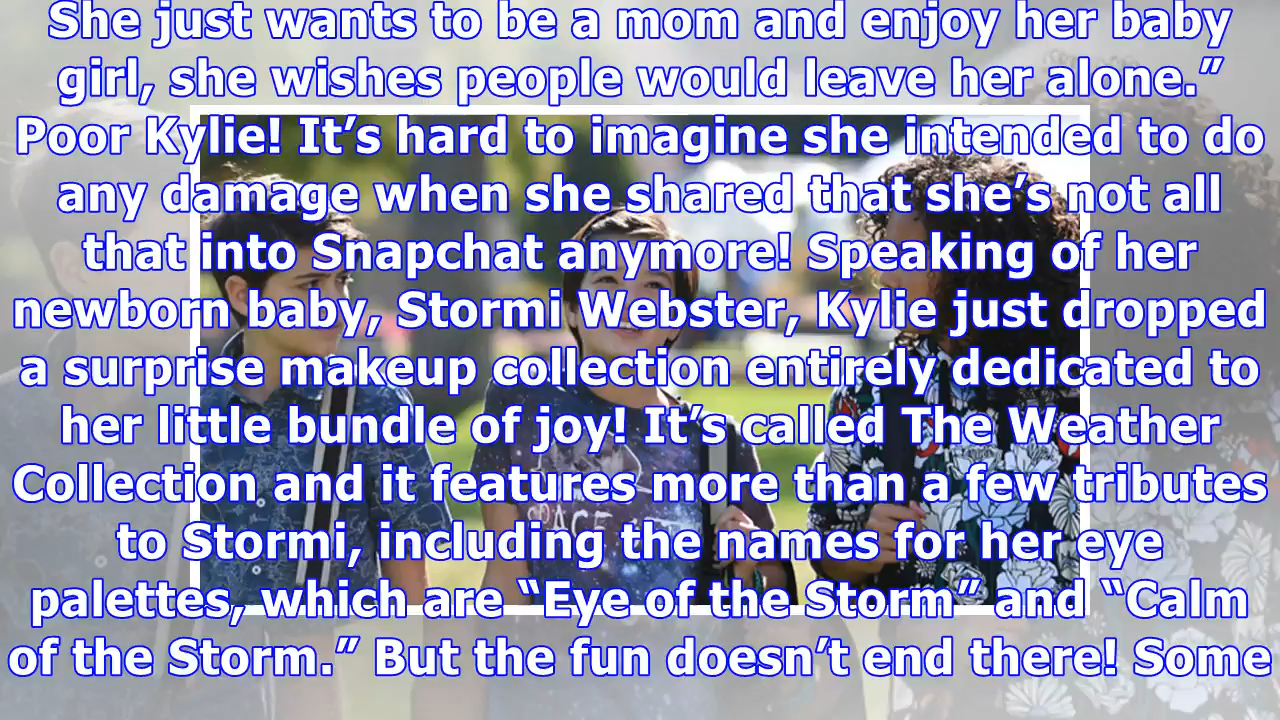 She just wants to be a mom and enjoy her baby
girl, she wishes people would leave her alone.”
Poor Kylie! It’s hard to imagine she intended to do
any damage when she shared that she’s not all
that into Snapchat anymore! Speaking of her
newborn baby, Stormi Webster, Kylie just dropped
a surprise makeup collection entirely dedicated to
her little bundle of joy! It’s called The Weather
Collection and it features more than a few tributes
to Stormi, including the names for her eye
palettes, which are “Eye of the Storm” and “Calm
of the Storm.” But the fun doesn’t end there! Some